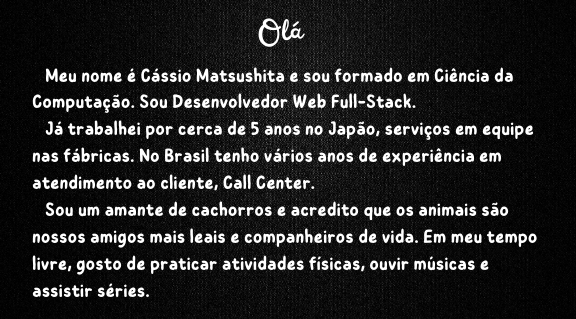 Olá
Meu nome é Cássio Matsushita e sou formado em Ciência da
Computação. Sou Desenvolvedor Web Full-Stack.
Já trabalhei por cerca de 5 anos no Japão, serviços em equipe
nas fábricas. No Brasil tenho vários anos de experiência em
atendimento ao cliente, Call Center.
Sou um amante de cachorros e acredito que os animais são
nossos amigos mais leais e companheiros de vida. Em meu tempo
livre, gosto de praticar atividades físicas, ouvir músicas e
assistir séries.